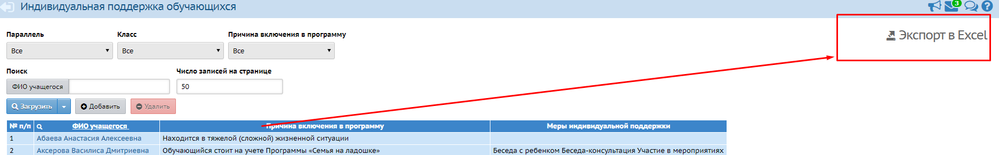 Индивидуальная поддержка обучающихся
3
Экспорт в Excel
Параллель Класс Причина включения в программу
Все Все Все
Поиск Число записей на странице
ФИО учащегося 50
Загрузить Добавить Удалить
№ п/п ФИО учащегося Причина включения в программу Меры индивидуальной поддержки
1 Абаева Анастасия Алексеевна Находится в тяжелой (сложной) жизненной ситуации
2 Аксерова Василиса Дмитриевна Обучающийся стоит на учете Программы «Семья на ладошке» Беседа с ребенком Беседа-консультация Участие в мероприятиях